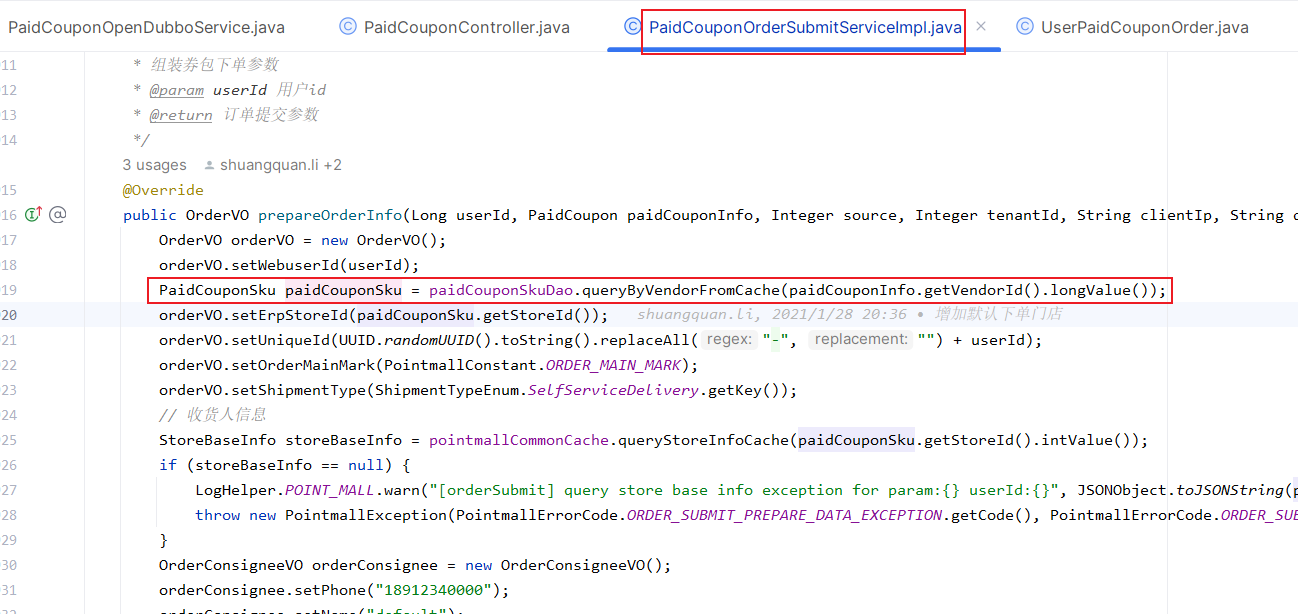 PaidCouponOpenDubboService.java PaidCouponController.java PaidCouponOrderSubmitServiceImpl.java UserPaidCouponOrder.java
11 * 组装券包下单参数
12 * @param userId 用户id
13 * @return 订单提交参数
14 */
3 usages shuangquan.li +2
15 @Override
16 public OrderVO prepareOrderInfo(Long userId, PaidCoupon paidCouponInfo, Integer source, Integer tenantId, String clientIp, String
17 OrderVO orderVO = new OrderVO();
18 orderVO.setWebuserId(userId);
19 PaidCouponSku paidCouponSku = paidCouponSkuDao.queryByVendorFromCache(paidCouponInfo.getVendorId().longValue());
20 orderVO.setErpStoreId(paidCouponSku.getStoreId()); shuangquan.li, 2021/1/28 20:36 • 增加默认下单门店
21 orderVO.setUniqueId(UUID.randomUUID().toString().replaceAll( regex: "-", replacement: "") + userId);
22 orderVO.setOrderMainMark(PointmallConstant.ORDER_MAIN_MARK);
23 orderVO.setShipmentType(ShipmentTypeEnum.SelfServiceDelivery.getKey());
24 // 收货人信息
25 StoreBaseInfo storeBaseInfo = pointmallCommonCache.queryStoreInfoCache(paidCouponSku.getStoreId().intValue());
26 if (storeBaseInfo == null) {
27 LogHelper.POINT_MALL.warn("[orderSubmit] query store base info exception for param:{} userId:{}", JSONObject.toJSONString(
28 throw new PointmallException(PointmallErrorCode.ORDER_SUBMIT_PREPARE_DATA_EXCEPTION.getCode(), PointmallErrorCode.ORDER_SU
29 }
30 OrderConsigneeVO orderConsignee = new OrderConsigneeVO();
31 orderConsignee.setPhone("18912340000");
orderConsignee.setName("default");